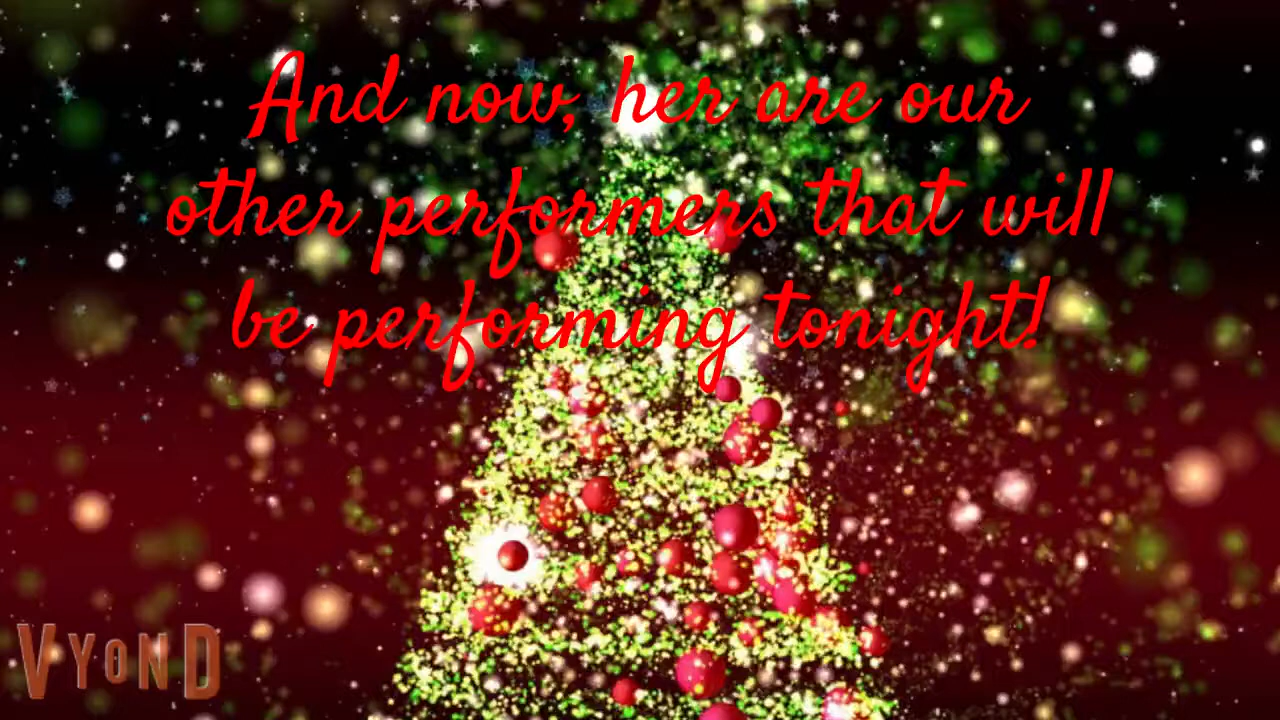 And now, her are our
other performers that will
be performing tonight!
VYOND